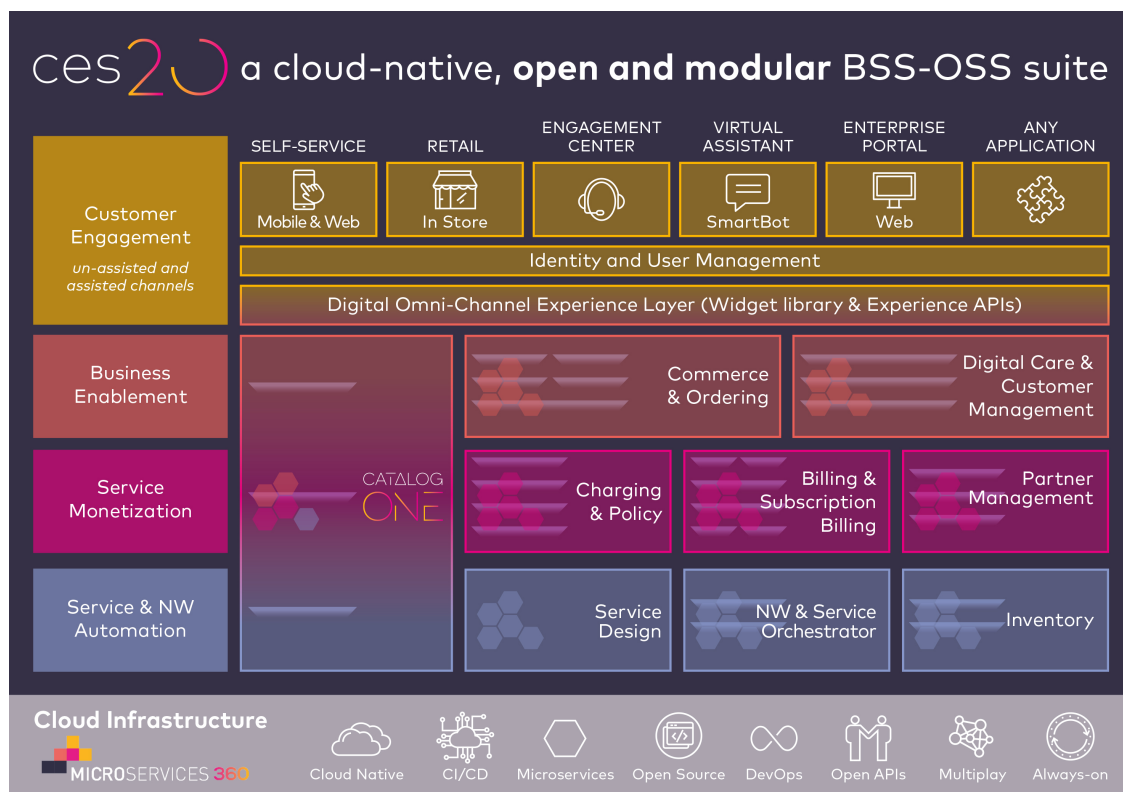 ces20 a cloud-native, open and modular BSS-OSS suite
SELF-SERVICE
RETAIL
ENGAGEMENT
CENTER
VIRTUAL
ASSISTANT
ENTERPRISE
PORTAL
ANY
APPLICATION
Customer
Engagement
un-assisted and
assisted channels
Mobile & Web
In Store
SmartBot
Web
Identity and User Management
Digital Omni-Channel Experience Layer (Widget library & Experience APIs)
Business
Enablement
Commerce
& Ordering
Digital Care &
Customer
Management
Service
Monetization
CATALOG
ONE
Charging
& Policy
Billing &
Subscription
Billing
Partner
Management
Service & NW
Automation
Service
Design
NW & Service
Orchestrator
Inventory
Cloud Infrastructure
MICROSERVICES 360
Cloud Native
CI/CD
Microservices
Open Source
DevOps
Open APIs
Multiplay
Always-on